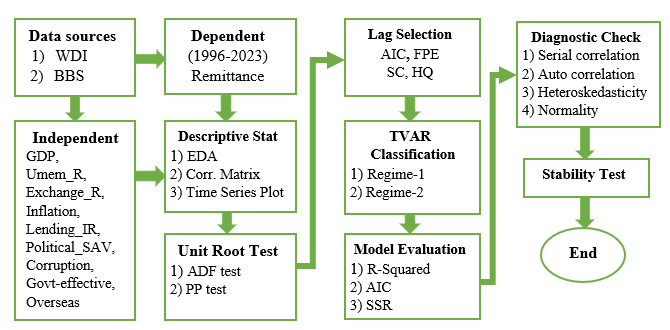 Data sources
1) WDI
2) BBS
Independent
GDP,
Umem_R,
Exchange_R,
Inflation,
Lending_IR,
Political_SAV,
Corruption,
Govt-effective,
Overseas
Dependent
(1996-2023)
Remittance
Descriptive Stat
1) EDA
2) Corr. Matrix
3) Time Series Plot
Unit Root Test
1) ADF test
2) PP test
Lag Selection
AIC, FPE
SC, HQ
TVAR
Classification
1) Regime-1
2) Regime-2
Model Evaluation
1) R-Squared
2) AIC
3) SSR
Diagnostic Check
1) Serial correlation
2) Auto correlation
3) Heteroskedasticity
4) Normality
Stability Test
End